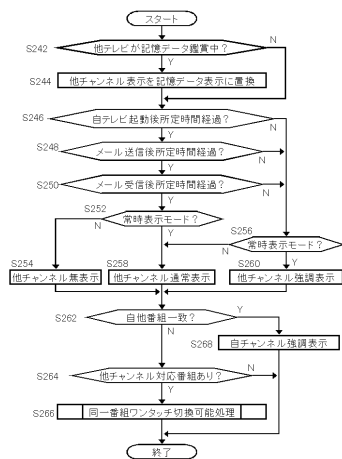 スタート
S242
他テレビが記憶データ鑑賞中?
N
Y
S244
他チャンネル表示を記憶データ表示に置換
S246
自テレビ起動後所定時間経過?
N
Y
S248
メール送信後所定時間経過?
N
Y
S250
メール受信後所定時間経過?
N
Y
S252
常時表示モード?
N
Y
S256
常時表示モード?
N
Y
S254
他チャンネル無表示
S258
他チャンネル通常表示
S260
他チャンネル強調表示
S262
自他番組一致?
Y
N
S268
自チャンネル強調表示
S264
他チャンネル対応番組あり?
N
Y
S266
同一番組ワンタッチ切換可能処理
終了